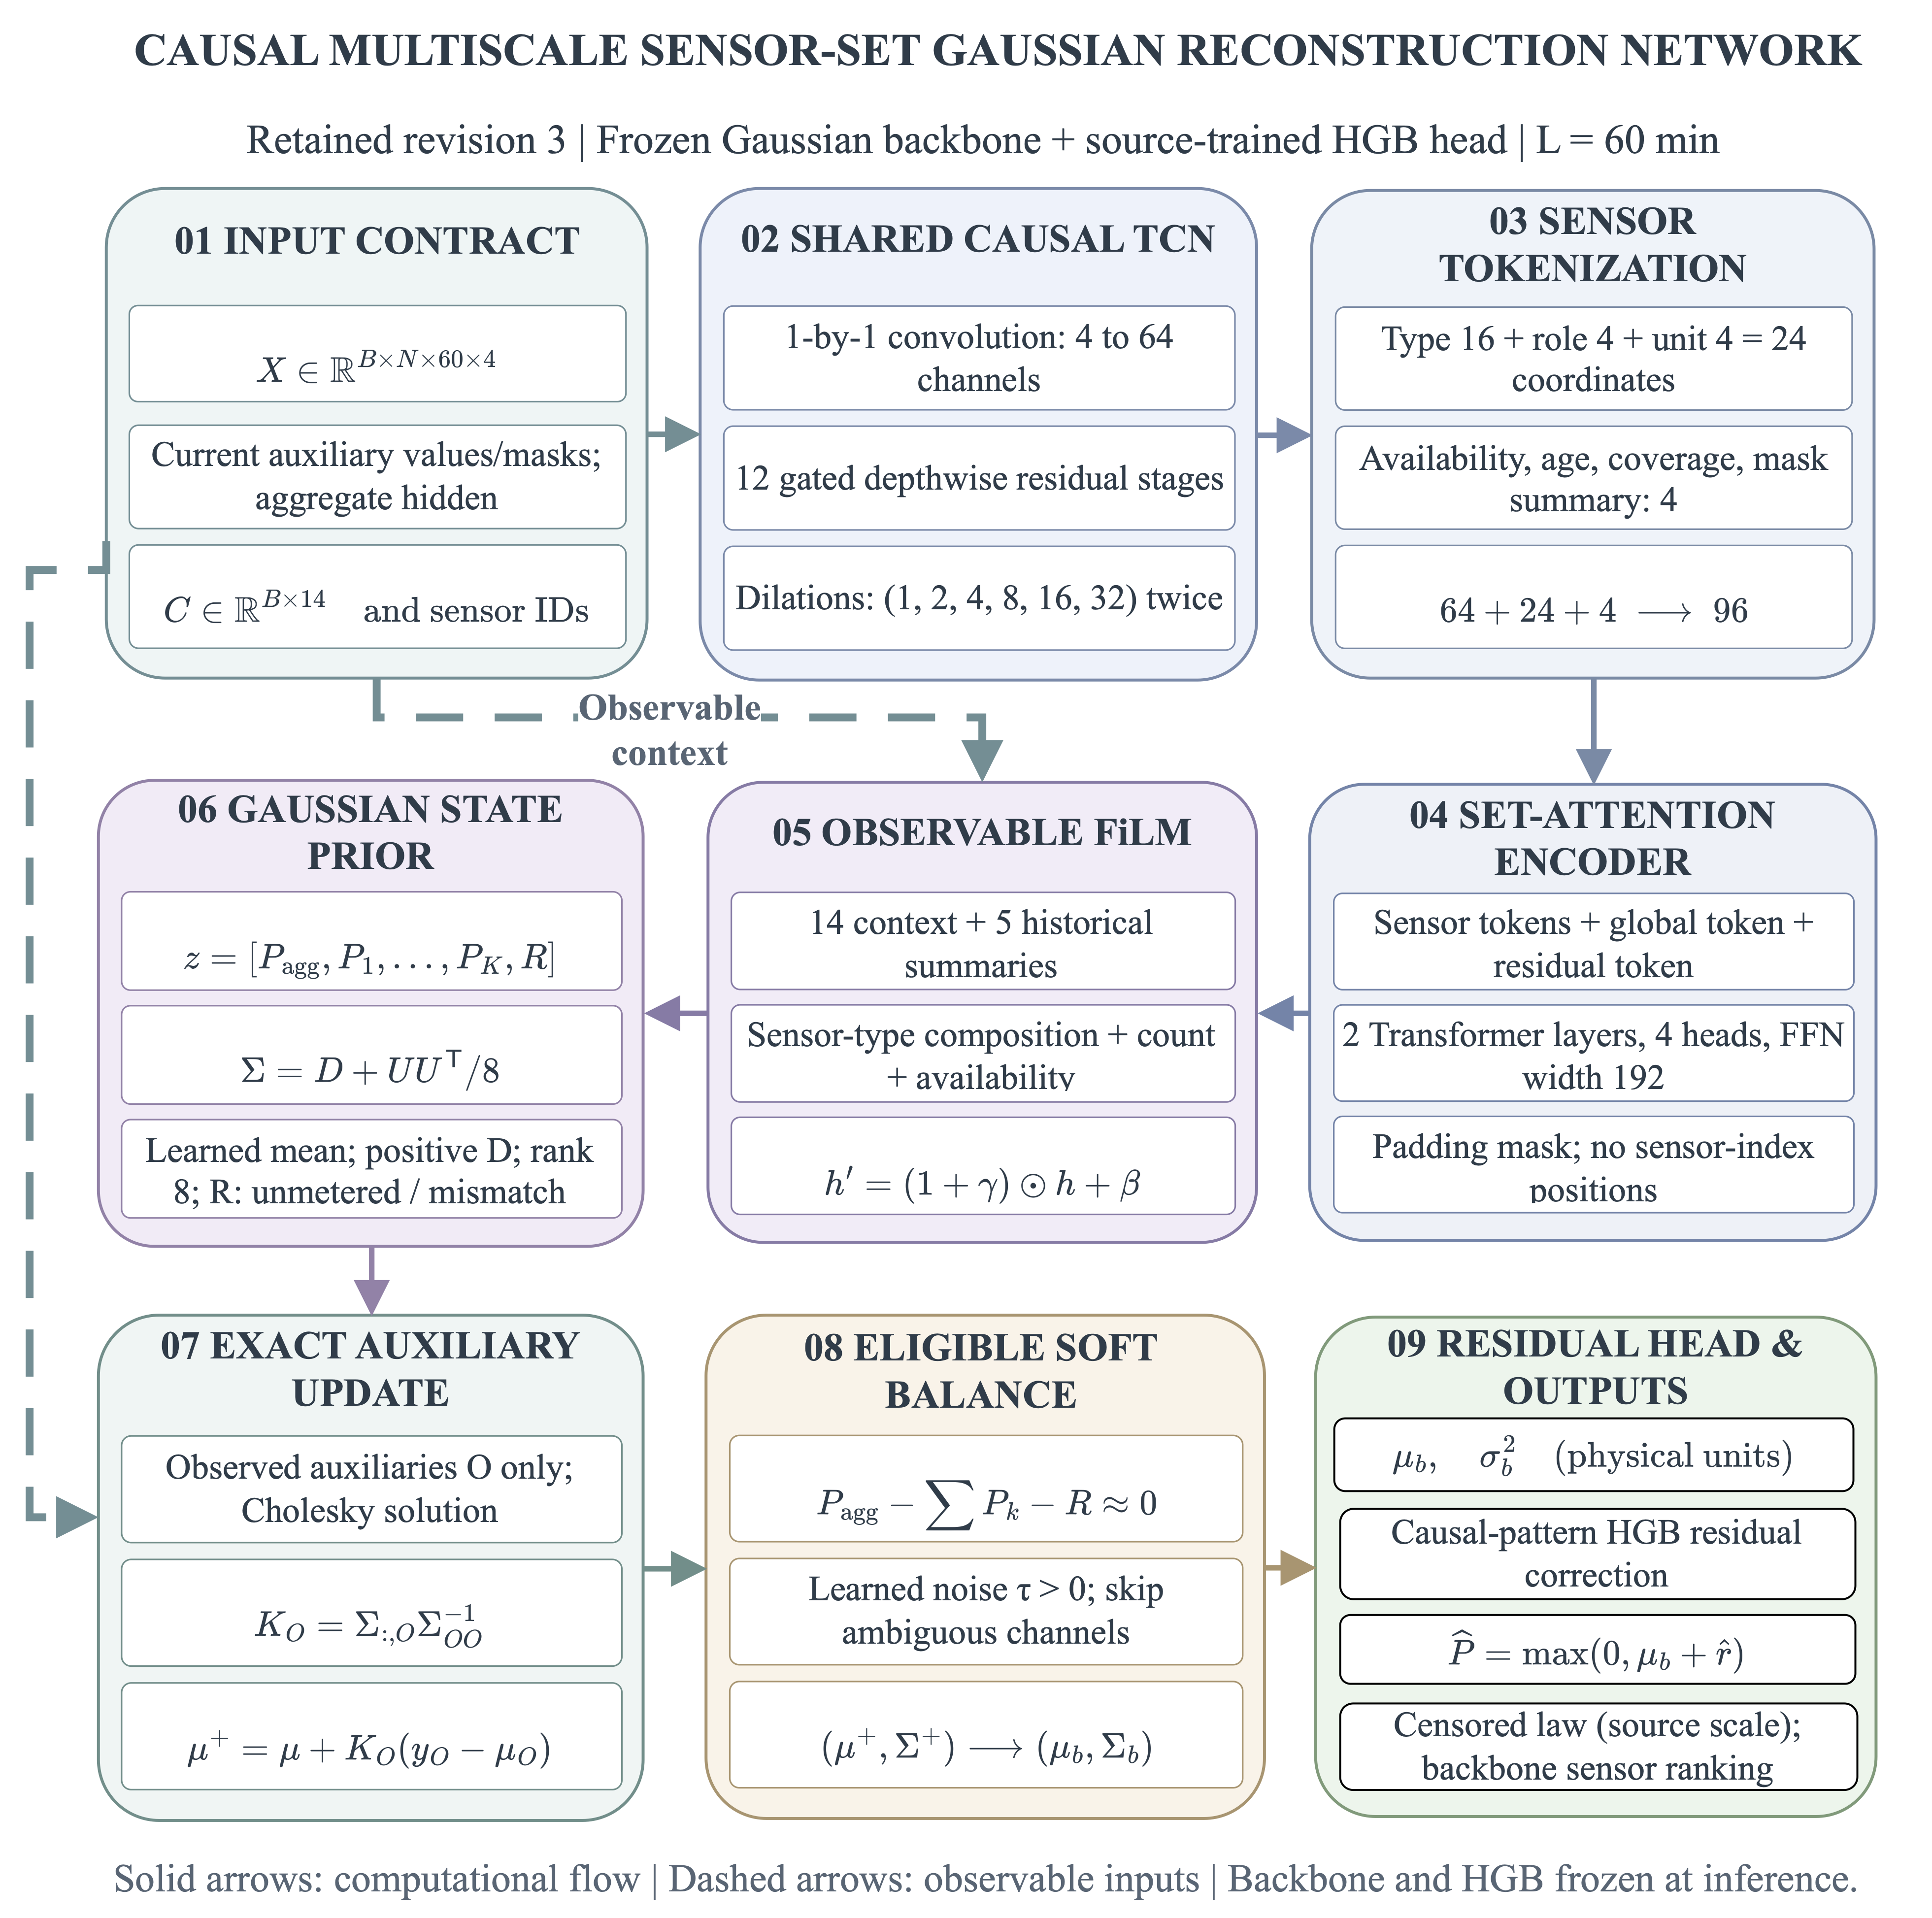 CAUSAL MULTISCALE SENSOR-SET GAUSSIAN RECONSTRUCTION NETWORK
Retained revision 3 | Frozen Gaussian backbone + source-trained HGB head | L = 60 min
01 INPUT CONTRACT
X ∈ ℝ^{B×N×60×4}
Current auxiliary values/masks;
aggregate hidden
C ∈ ℝ^{B×14} and sensor IDs
02 SHARED CAUSAL TCN
1-by-1 convolution: 4 to 64
channels
12 gated depthwise residual stages
Dilations: (1, 2, 4, 8, 16, 32) twice
03 SENSOR
TOKENIZATION
Type 16 + role 4 + unit 4 = 24
coordinates
Availability, age, coverage, mask
summary: 4
64 + 24 + 4 ⟶ 96
Observable
context
04 SET-ATTENTION
ENCODER
Sensor tokens + global token +
residual token
2 Transformer layers, 4 heads, FFN
width 192
Padding mask; no sensor-index
positions
05 OBSERVABLE FiLM
14 context + 5 historical
summaries
Sensor-type composition + count
+ availability
h′ = (1 + γ) ⊙ h + β
06 GAUSSIAN STATE
PRIOR
z = [P_agg, P_1, . . . , P_K, R]
Σ = D + UU^⊤/8
Learned mean; positive D; rank
8; R: unmetered / mismatch
07 EXACT AUXILIARY
UPDATE
Observed auxiliaries O only;
Cholesky solution
K_O = Σ_{:,O}Σ_{OO}^{−1}
μ^+ = μ + K_O(y_O − μ_O)
08 ELIGIBLE SOFT
BALANCE
P_agg − ∑ P_k − R ≈ 0
Learned noise τ > 0; skip
ambiguous channels
(μ^+, Σ^+) ⟶ (μ_b, Σ_b)
09 RESIDUAL HEAD &
OUTPUTS
μ_b, σ_b^2 (physical units)
Causal-pattern HGB residual
correction
P̂ = max(0, μ_b + r̂)
Censored law (source scale);
backbone sensor ranking
Solid arrows: computational flow | Dashed arrows: observable inputs | Backbone and HGB frozen at inference.